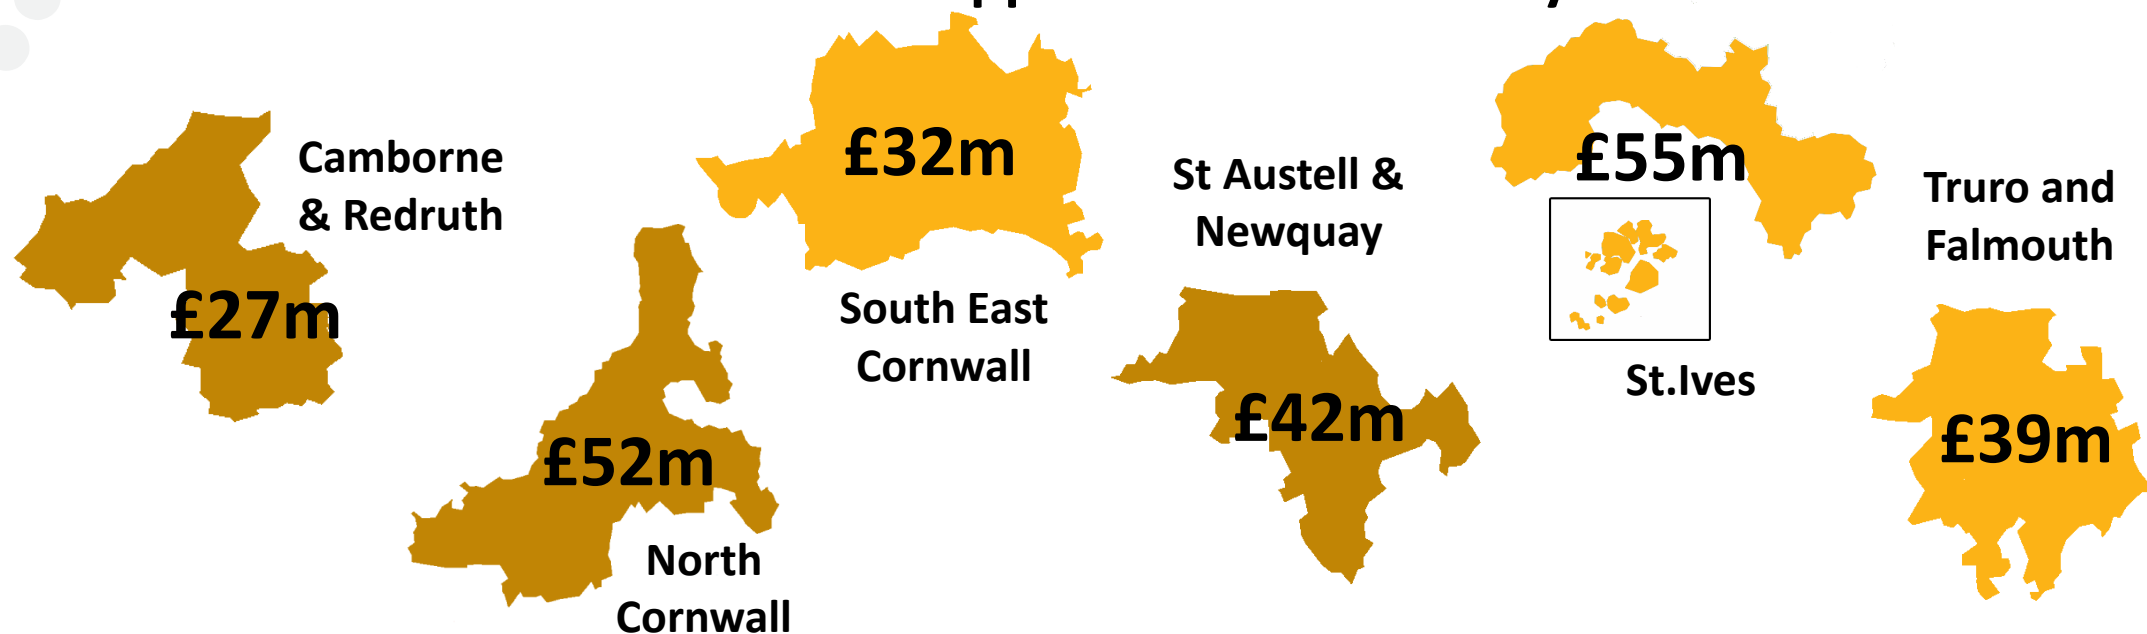 Camborne
& Redruth
£27m
£52m
North
Cornwall
£32m
South East
Cornwall
St Austell &
Newquay
£42m
£55m
St.Ives
Truro and
Falmouth
£39m